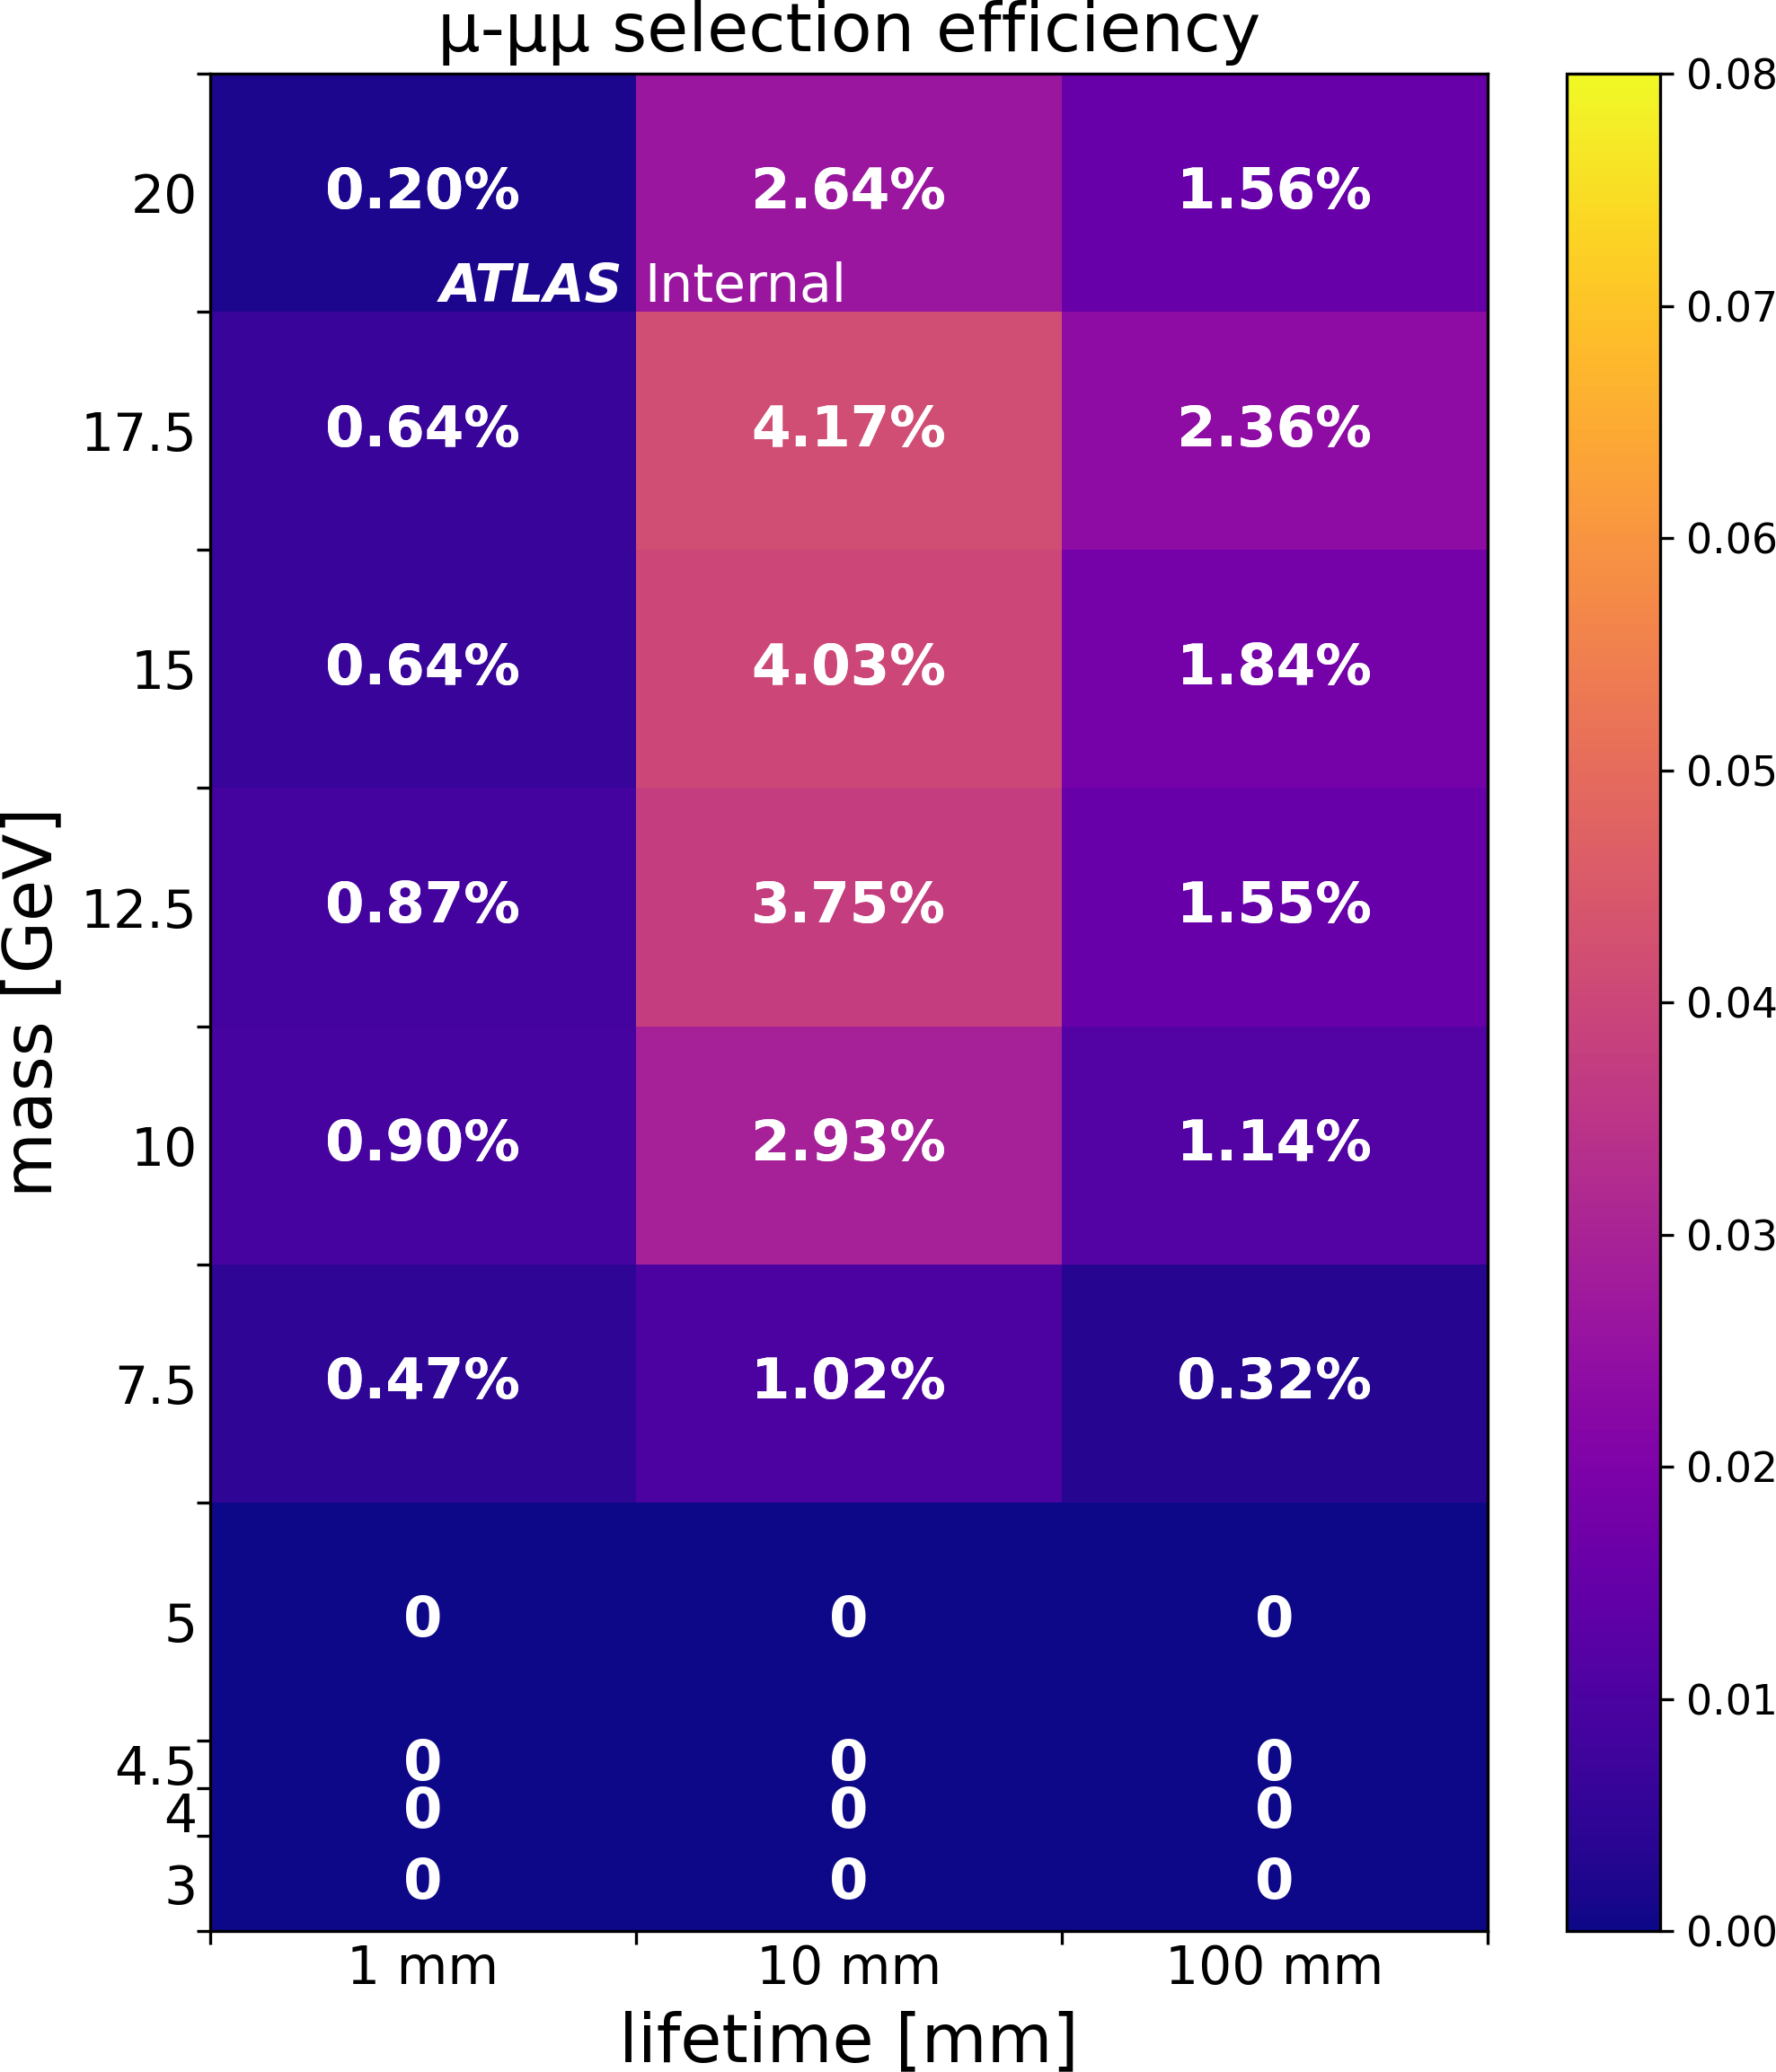 μ-μμ selection efficiency
0.08
20 0.20% 2.64% 1.56%
ATLAS Internal
0.07
17.5 0.64% 4.17% 2.36%
0.06
15 0.64% 4.03% 1.84%
0.05
12.5 0.87% 3.75% 1.55%
mass [GeV]
0.04
10 0.90% 2.93% 1.14%
0.03
7.5 0.47% 1.02% 0.32%
0.02
5 0 0 0
0.01
4.5 0 0 0
4 0 0 0
3 0 0 0
0.00
1 mm 10 mm 100 mm
lifetime [mm]